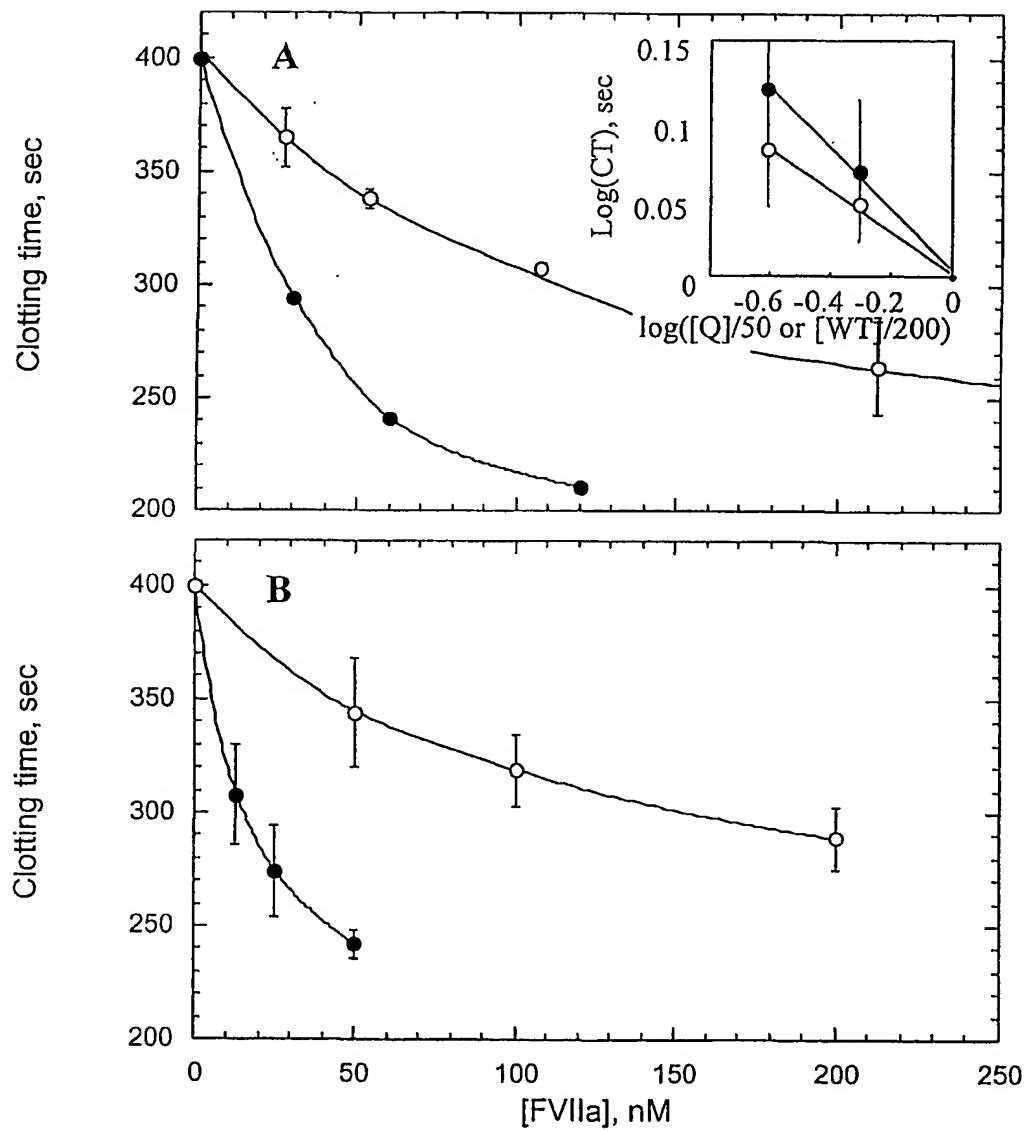 A
Clotting time, sec
400
350
300
250
200
Log(CT), sec
0.15
0.1
0.05
0
-0.6 -0.4 -0.2 0
log([Q]/50 or [WT]/200)
B
Clotting time, sec
400
350
300
250
200
0 50 100 150 200 250
[FVIIa], nM